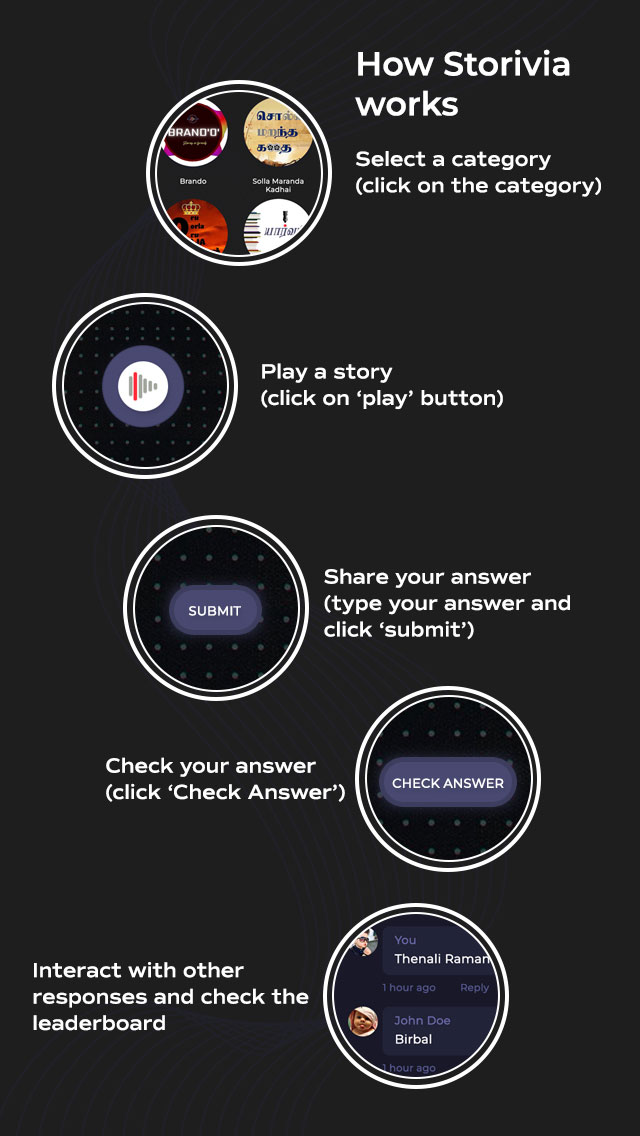 How Storivia
works
Select a category
(click on the category)
BRAND'O'
சொல்ல
மறந்த
Brando
Solla Maranda
Kadhai
Play a story
(click on ‘play’ button)
SUBMIT
Share your answer
(type your answer and
click ‘submit’)
Check your answer
(click ‘Check Answer’)
CHECK ANSWER
Interact with other
responses and check the
leaderboard
You
Thenali Raman
1 hour ago Reply
John Doe
Birbal
1 hour ago